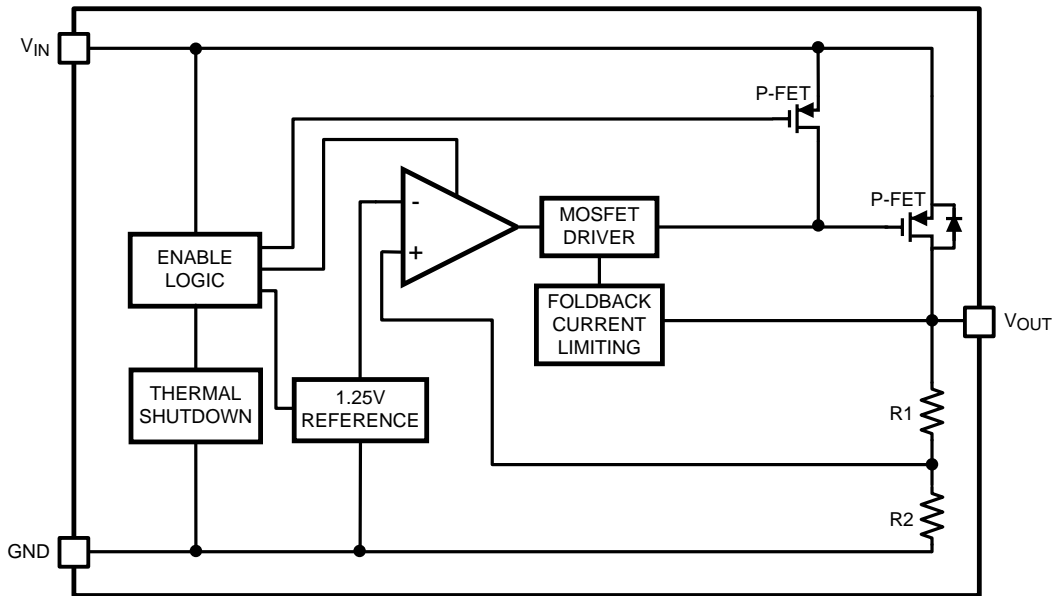 VIN
P-FET
P-FET
-
+
MOSFET
DRIVER
ENABLE
LOGIC
FOLDBACK
CURRENT
LIMITING
VOUT
THERMAL
SHUTDOWN
1.25V
REFERENCE
R1
R2
GND